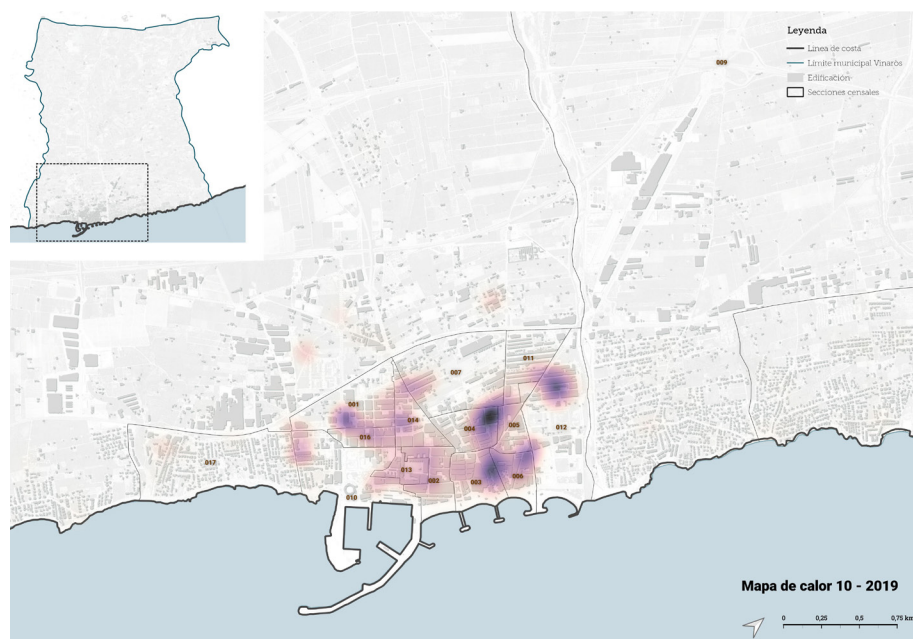 Leyenda
Línea de costa
Límite municipal Vinaròs
Edificación
Secciones censales
009
011
007
001
014
004
005
012
016
017
013
002
003
006
010
Mapa de calor 10 - 2019
0 0,25 0,5 0,75 km